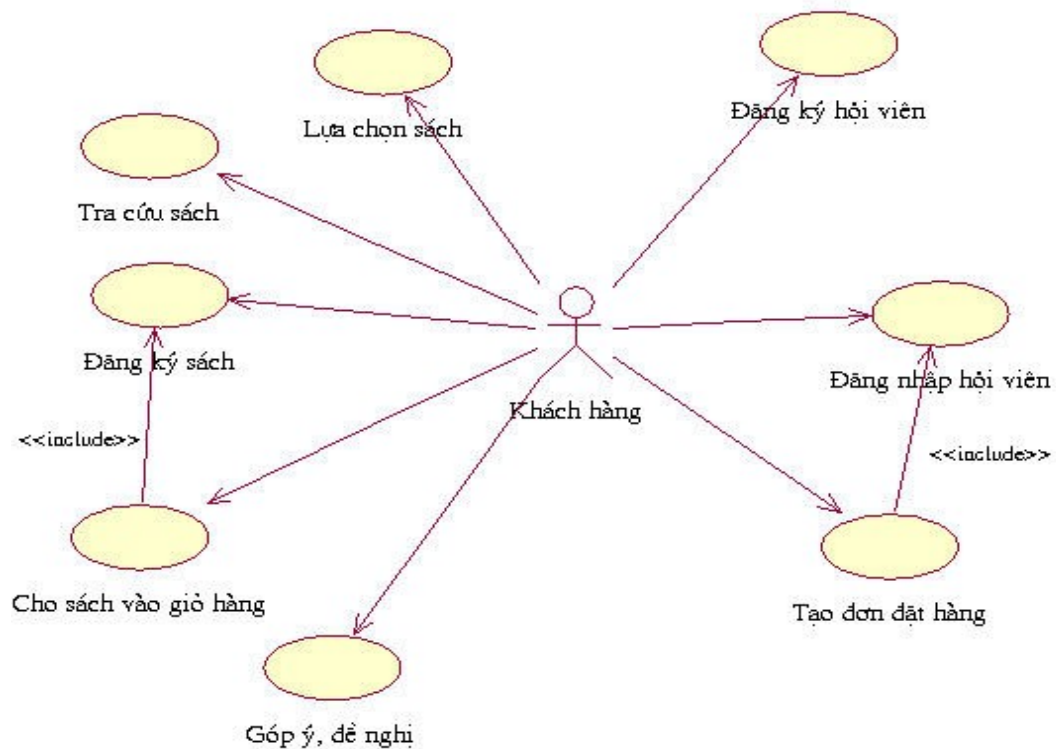 Lựa chọn sách
Đăng ký hội viên
Tra cứu sách
Đăng ký sách
Khách hàng
Đăng nhập hội viên
<<include>>
<<include>>
Cho sách vào giỏ hàng
Tạo đơn đặt hàng
Góp ý, đề nghị